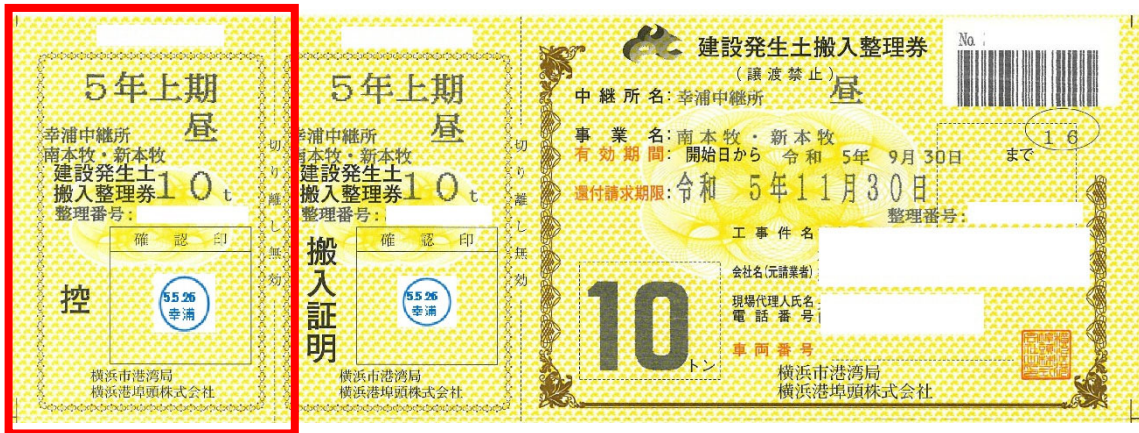 5年上期
昼
幸浦中継所
南本牧・新本牧
建設発生土
搬入整理券10t
整理番号:
確認印
控
5.5.26
幸浦
横浜市港湾局
横浜港埠頭株式会社
切り離し無効
5年上期
昼
幸浦中継所
南本牧・新本牧
建設発生土
搬入整理券10t
整理番号:
確認印
搬入証明
5.5.26
幸浦
横浜市港湾局
横浜港埠頭株式会社
切り離し無効
建設発生土搬入整理券
(譲渡禁止)
No.
中継所名:幸浦中継所 昼
16
事業名:南本牧・新本牧
有効期間: 開始日から 令和 5年 9月30日 まで
還付請求期限:令和 5年11月30日
整理番号:
工事件名
会社名(元請業者)
現場代理人氏名
電話番号
10トン
車両番号
横浜市港湾局
横浜港埠頭株式会社